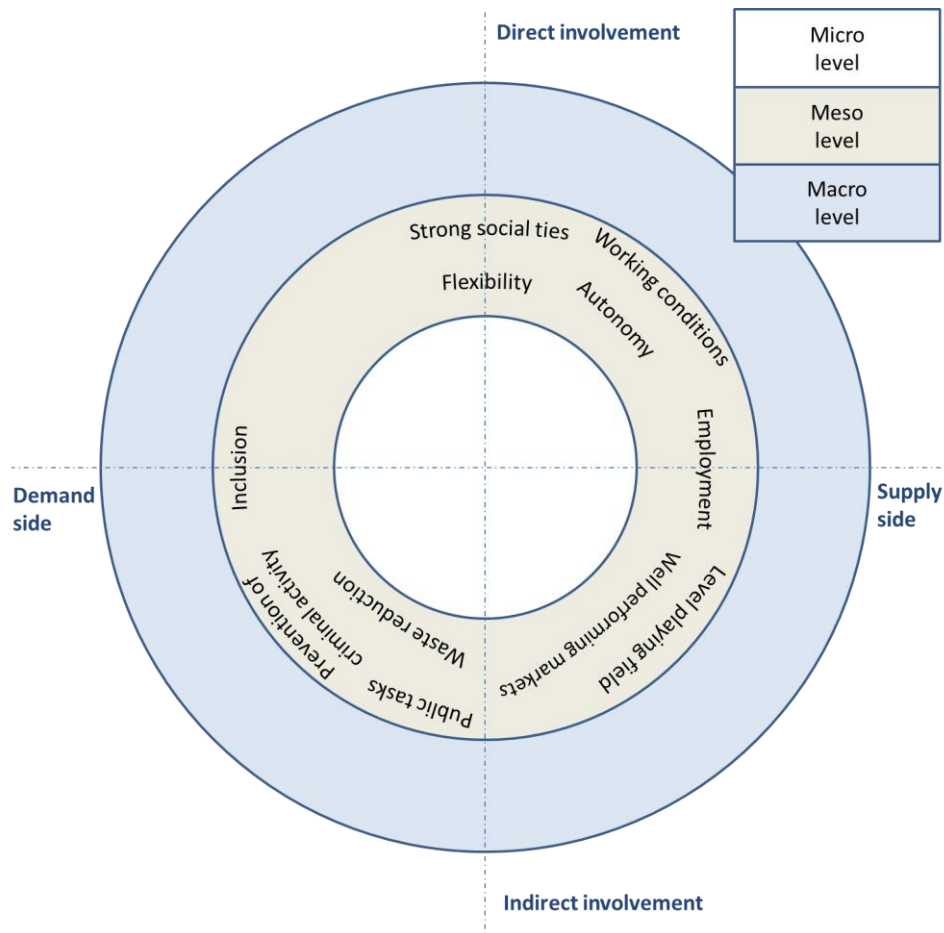 Direct involvement
Micro
level
Meso
level
Macro
level
Strong social ties
Working conditions
Flexibility
Autonomy
Inclusion
Employment
Demand
side
Supply
side
Prevention of
criminal activity
Waste reduction
Public tasks
Well performing markets
Level playing field
Indirect involvement